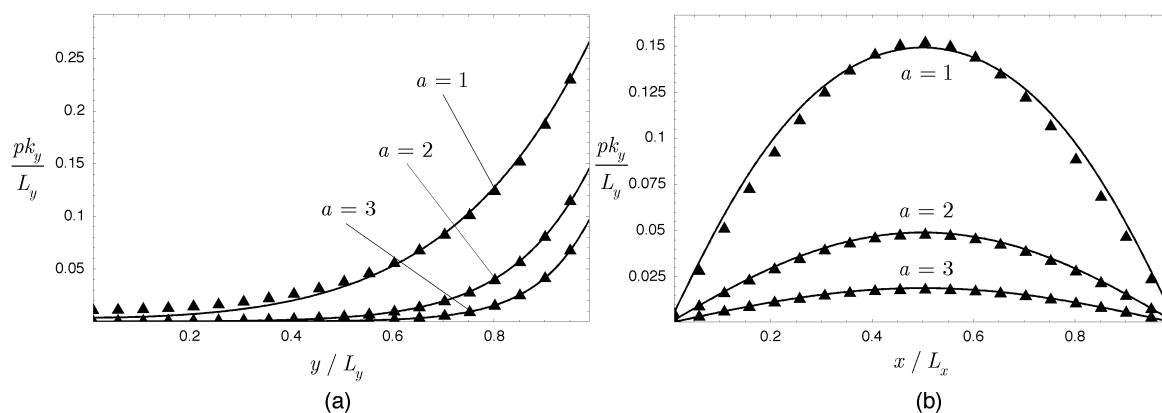 0.25
0.2
0.15
0.1
0.05
pk_y
L_y
a = 1
a = 2
a = 3
0.2 0.4 0.6 0.8
y / L_y
(a)
0.15
0.125
0.1
0.075
0.05
0.025
pk_y
L_y
a = 1
a = 2
a = 3
0.2 0.4 0.6 0.8
x / L_x
(b)